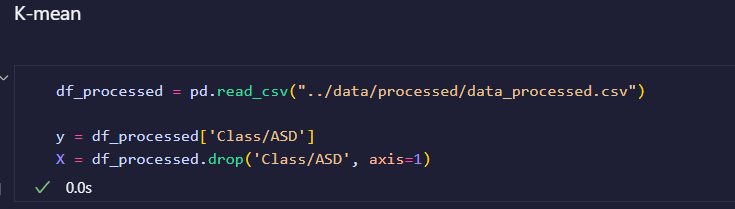 K-mean
df_processed = pd.read_csv("../data/processed/data_processed.csv")
y = df_processed['Class/ASD']
X = df_processed.drop('Class/ASD', axis=1)
0.0s